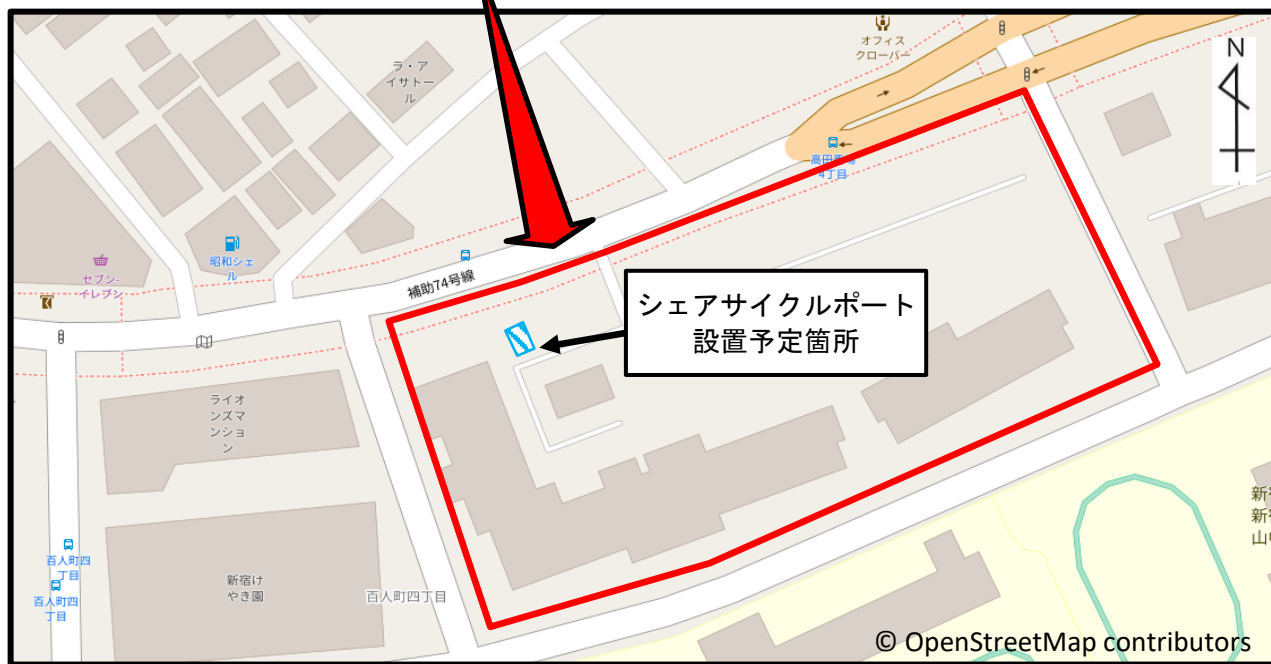 オフィス
クローバー
N
ラ・ア
イサトー
ル
高田馬場
4丁目
セブン-
イレブン
昭和シェ
ル
補助74号線
シェアサイクルポート
設置予定箇所
ライオ
ンズマ
ンショ
ン
新宿け
やき園
百人町四
丁目
百人町四
丁目
百人町四丁目
新宿
新宿
山中
© OpenStreetMap contributors